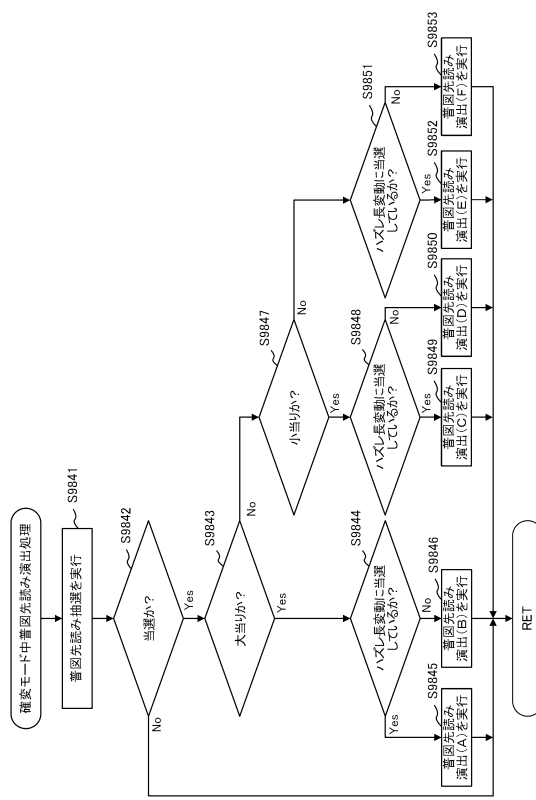 確変モード中普図先読み演出処理
S9841
普図先読み抽選を実行
S9842
当選か?
No
Yes
S9843
大当りか?
No
Yes
S9844
ハズレ長変動に当選
しているか?
Yes
No
S9845
普図先読み
演出(A)を実行
S9846
普図先読み
演出(B)を実行
S9847
小当りか?
No
Yes
S9848
ハズレ長変動に当選
しているか?
No
Yes
S9849
普図先読み
演出(C)を実行
S9850
普図先読み
演出(D)を実行
S9851
ハズレ長変動に当選
しているか?
No
Yes
S9852
普図先読み
演出(E)を実行
S9853
普図先読み
演出(F)を実行
RET